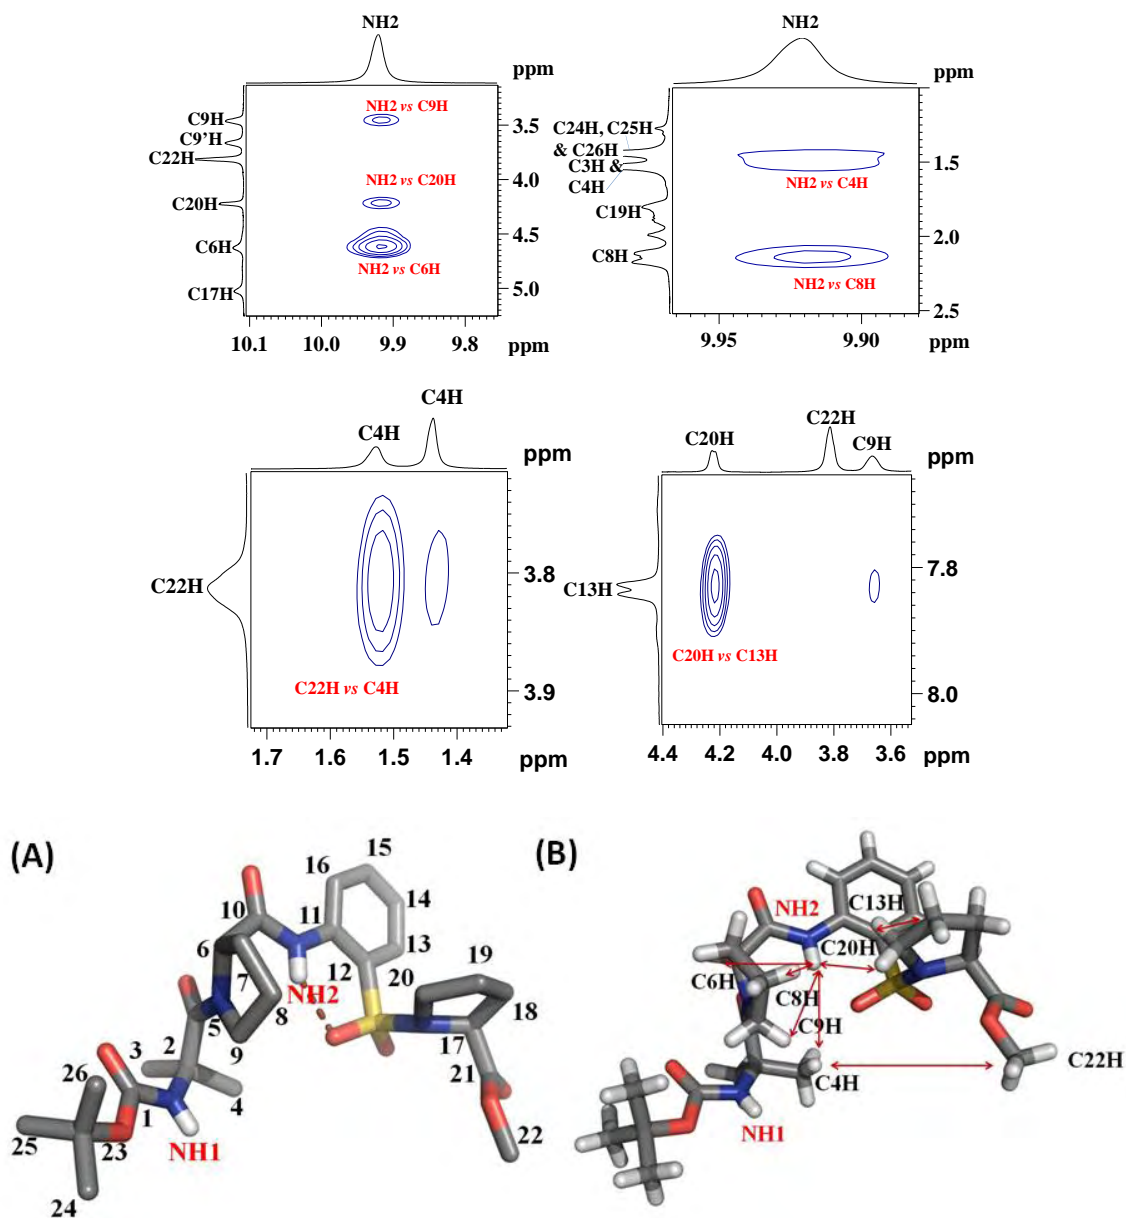 NH2
ppm
C9H
C9’H
C22H
C20H
C6H
C17H
NH2 vs C9H
NH2 vs C20H
NH2 vs C6H
3.5
4.0
4.5
5.0
10.1 10.0 9.9 9.8 ppm
NH2
ppm
C24H, C25H
& C26H
C3H &
C4H
C19H
C8H
NH2 vs C4H
NH2 vs C8H
1.5
2.0
2.5
9.95 9.90 ppm
C4H
C4H
ppm
C22H
C22H vs C4H
3.8
3.9
1.7 1.6 1.5 1.4 ppm
C20H
C22H
C9H
ppm
C13H
C20H vs C13H
7.8
8.0
4.4 4.2 4.0 3.8 3.6 ppm
(A)
15
16
14
10
11
13
6
12
7
20
19
NH2
8
18
5
17
9
3
2
21
26
4
1
22
25
23
NH1
24
(B)
C13H
NH2
C20H
C6H
C8H
C9H
C22H
C4H
NH1